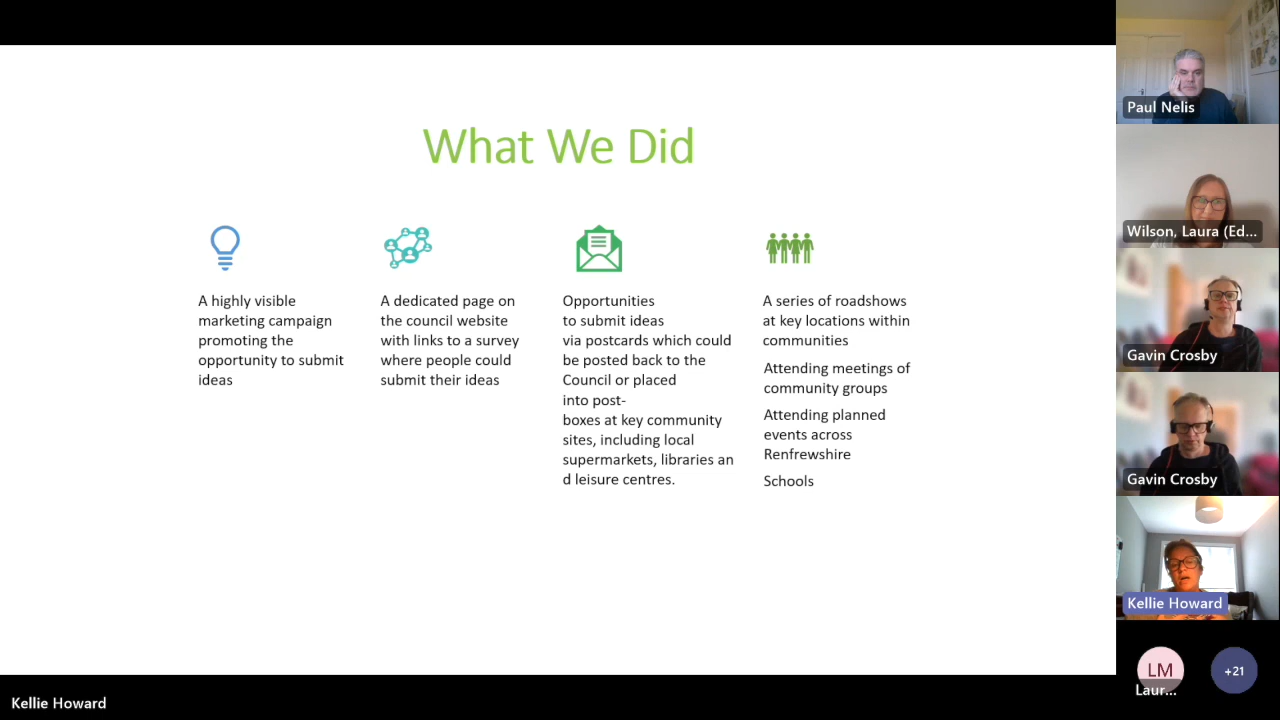 What We Did
A highly visible
marketing campaign
promoting the
opportunity to submit
ideas
A dedicated page on
the council website
with links to a survey
where people could
submit their ideas
Opportunities
to submit ideas
via postcards which could
be posted back to the
Council or placed
into post-
boxes at key community
sites, including local
supermarkets, libraries an
d leisure centres.
A series of roadshows
at key locations within
communities
Attending meetings of
community groups
Attending planned
events across
Renfrewshire
Schools
Paul Nelis
Wilson, Laura (Ed...
Gavin Crosby
Gavin Crosby
Kellie Howard
LM
Laur...
+21
Kellie Howard